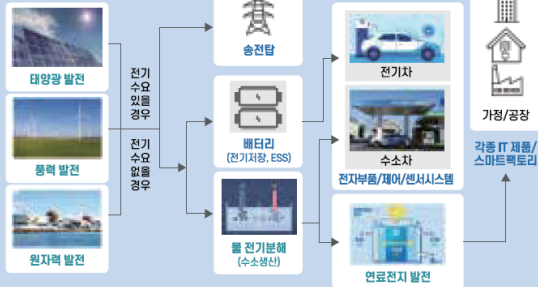 태양광 발전
풍력 발전
원자력 발전
전기
수요
있을
경우
전기
수요
없을
경우
송전탑
배터리
(전기저장, ESS)
물 전기분해
(수소생산)
전기차
수소차
전자부품/제어/센서시스템
연료전지 발전
가정/공장
각종 IT 제품/
스마트팩토리